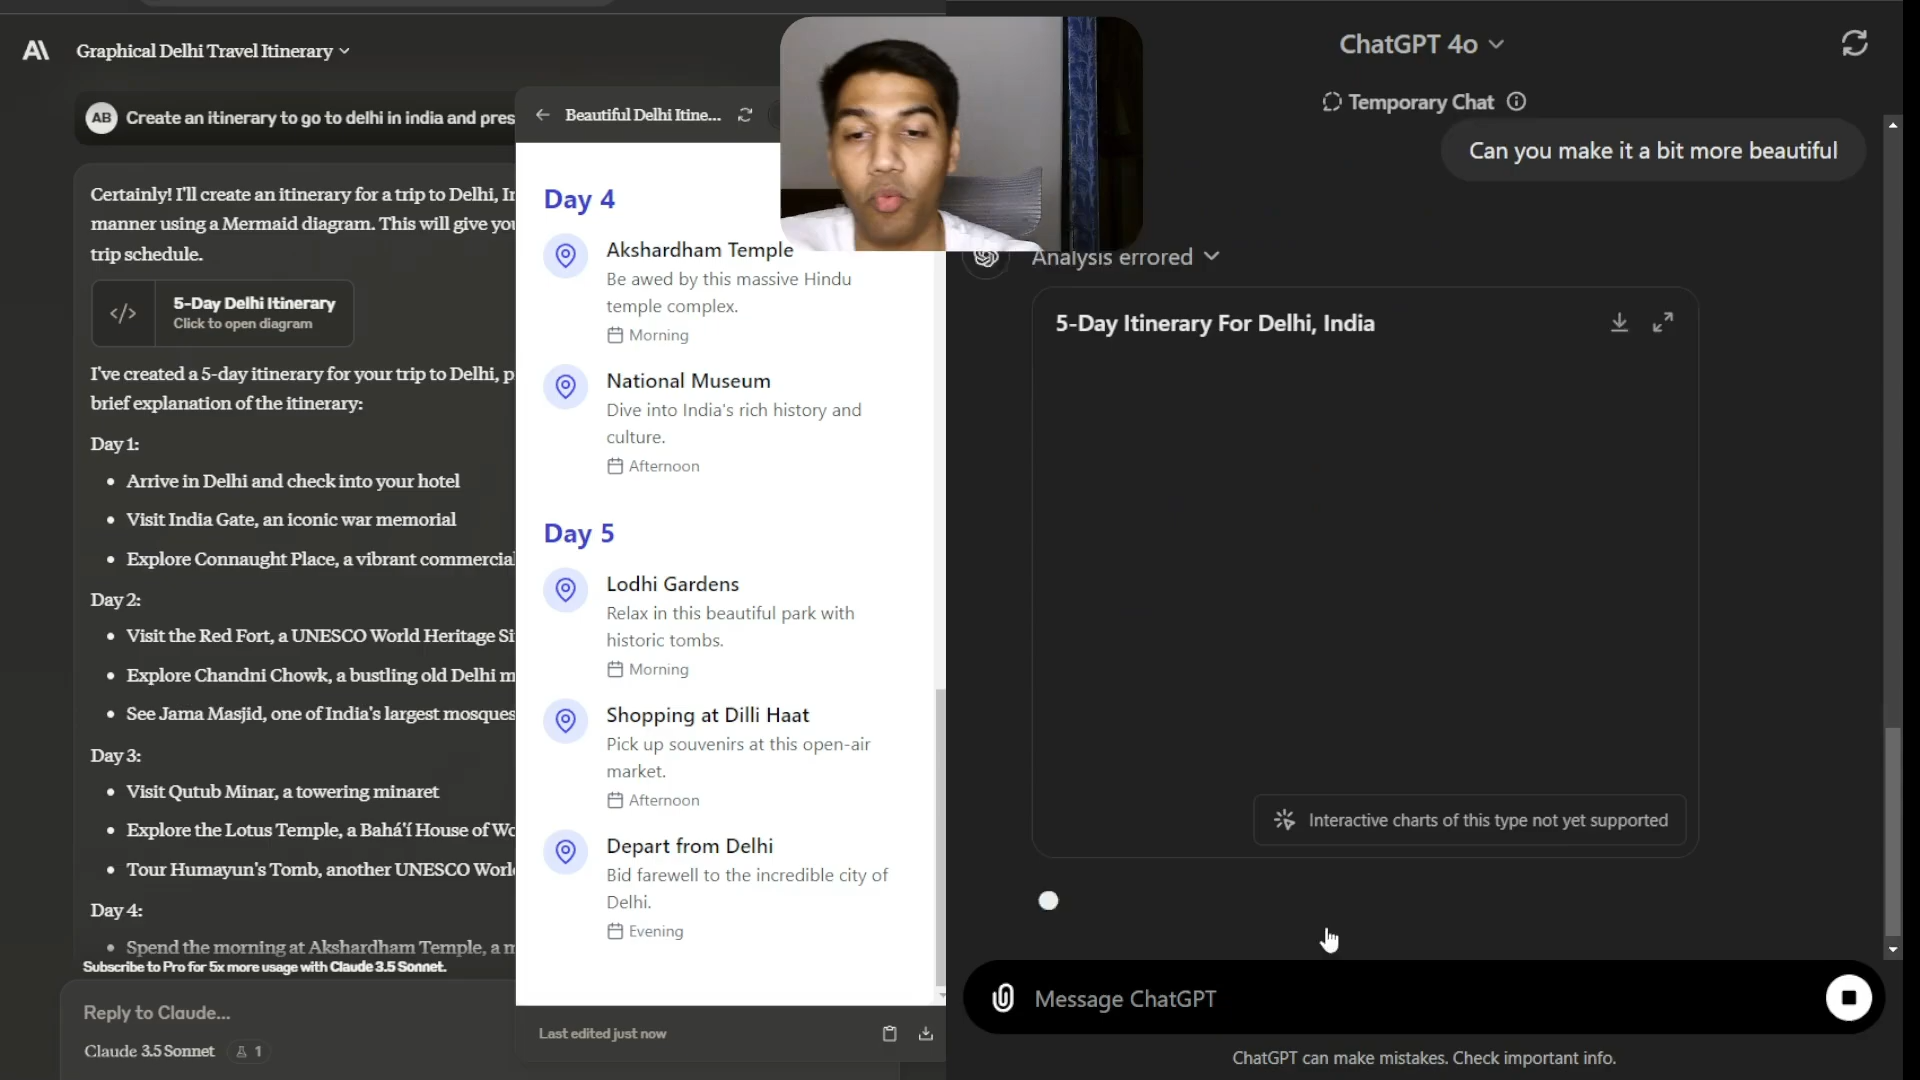 Graphical Delhi Travel Itinerary
AB
Create an itinerary to go to delhi in india and pres
Certainly! I'll create an itinerary for a trip to Delhi, Ir
manner using a Mermaid diagram. This will give you
trip schedule.
</>
5-Day Delhi Itinerary
Click to open diagram
I've created a 5-day itinerary for your trip to Delhi, p
brief explanation of the itinerary:
Day 1:
• Arrive in Delhi and check into your hotel
• Visit India Gate, an iconic war memorial
• Explore Connaught Place, a vibrant commercial
Day 2:
• Visit the Red Fort, a UNESCO World Heritage Si
• Explore Chandni Chowk, a bustling old Delhi m
• See Jama Masjid, one of India's largest mosques
Day 3:
• Visit Qutub Minar, a towering minaret
• Explore the Lotus Temple, a Bahá'í House of Wo
• Tour Humayun's Tomb, another UNESCO Worl
Day 4:
• Spend the morning at Akshardham Temple, a m
Subscribe to Pro for 5x more usage with Claude 3.5 Sonnet.
Reply to Claude...
Claude 3.5 Sonnet
1
Beautiful Delhi Itine...
Day 4
Akshardham Temple
Be awed by this massive Hindu
temple complex.
Morning
National Museum
Dive into India's rich history and
culture.
Afternoon
Day 5
Lodhi Gardens
Relax in this beautiful park with
historic tombs.
Morning
Shopping at Dilli Haat
Pick up souvenirs at this open-air
market.
Afternoon
Depart from Delhi
Bid farewell to the incredible city of
Delhi.
Evening
Last edited just now
ChatGPT 4o
Temporary Chat
Can you make it a bit more beautiful
Analysis errored
5-Day Itinerary For Delhi, India
Interactive charts of this type not yet supported
Message ChatGPT
ChatGPT can make mistakes. Check important info.